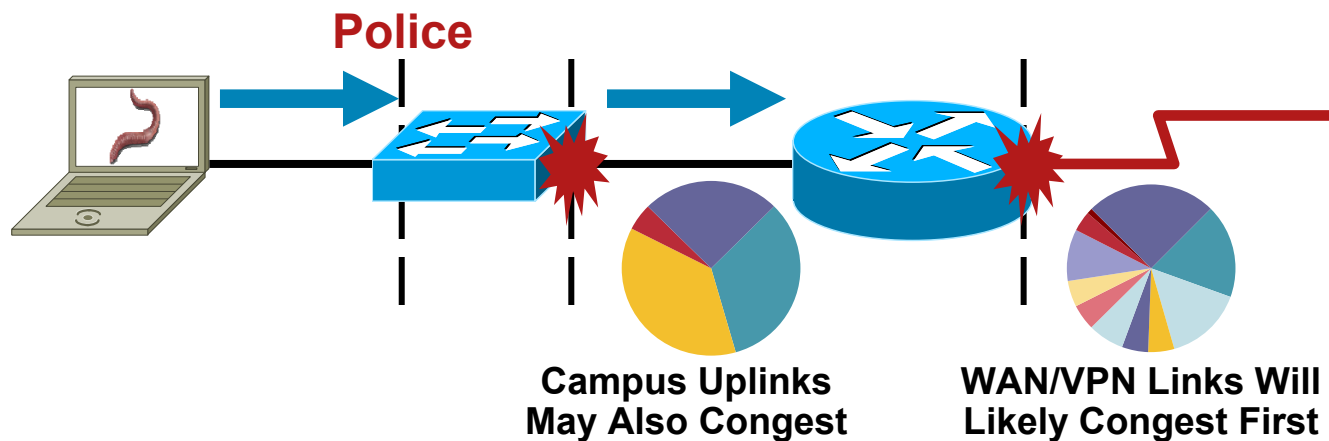 Police
Campus Uplinks
May Also Congest
WAN/VPN Links Will
Likely Congest First